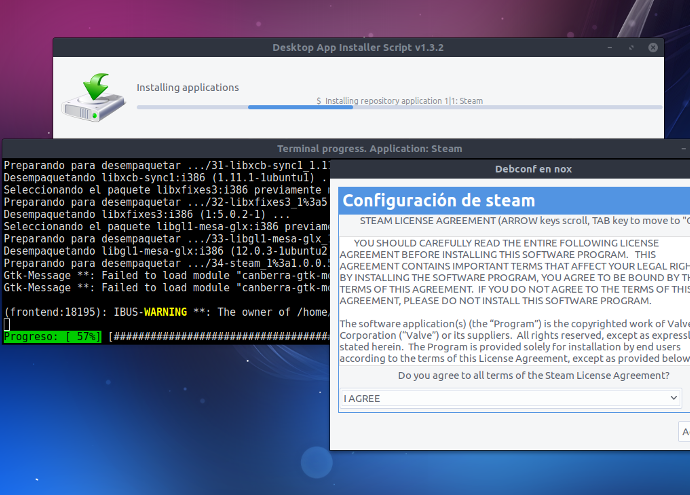 Desktop App Installer Script v1.3.2
Installing applications
$ Installing repository application 1|1: Steam
Terminal progress. Application: Steam
Preparando para desempaquetar .../31-libxcb-sync1_1.11
Desempaquetando libxcb-sync1:i386 (1.11.1-1ubuntu1) ..
Seleccionando el paquete libxfixes3:i386 previamente
Preparando para desempaquetar .../32-libxfixes3_1%3a5
Desempaquetando libxfixes3:i386 (1:5.0.2-1) ...
Seleccionando el paquete libgl1-mesa-glx:i386 previame
Preparando para desempaquetar .../33-libgl1-mesa-glx_
Desempaquetando libgl1-mesa-glx:i386 (12.0.3-1ubuntu2
Preparando para desempaquetar .../34-steam_1%3a1.0.0.5
Gtk-Message **: Failed to load module "canberra-gtk-mo
Gtk-Message **: Failed to load module "canberra-gtk-mo
(frontend:18195): IBUS-WARNING **: The owner of /home/
Progreso: [ 57%] [####################################
Debconf en nox
Configuración de steam
STEAM LICENSE AGREEMENT (ARROW keys scroll, TAB key to move to "O
YOU SHOULD CAREFULLY READ THE ENTIRE FOLLOWING LICENSE
AGREEMENT BEFORE INSTALLING THIS SOFTWARE PROGRAM. THIS
AGREEMENT CONTAINS IMPORTANT TERMS THAT AFFECT YOUR LEGAL RIGH
BY INSTALLING THE SOFTWARE PROGRAM, YOU AGREE TO BE BOUND BY TH
TERMS OF THIS AGREEMENT. IF YOU DO NOT AGREE TO THE TERMS OF THIS
AGREEMENT, PLEASE DO NOT INSTALL THIS SOFTWARE PROGRAM.
The software application(s) (the "Program") is the copyrighted work of Valve
Corporation ("Valve") or its suppliers. All rights reserved, except as expressl
stated herein. The Program is provided solely for installation by end users
according to the terms of this License Agreement, except as provided below
Do you agree to all terms of the Steam License Agreement?
I AGREE